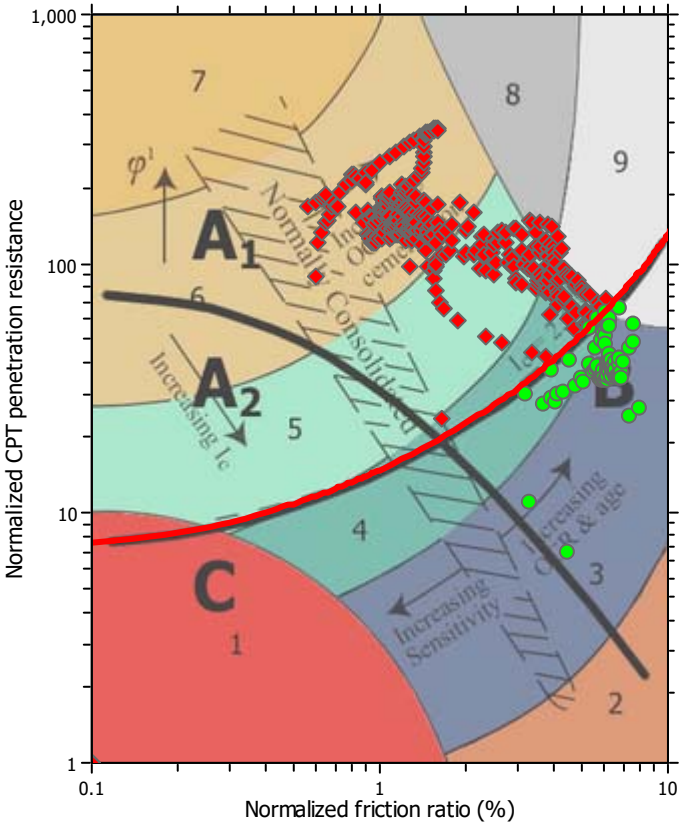 1,000
7
8
9
φ'
A1
Normally Consolidated
100
6
A2
Increasing Ic
5
B
10
4
Increasing
OCR & age
3
C
Increasing
Sensitivity
1
2
1
0.1
1
10
Normalized friction ratio (%)
Normalized CPT penetration resistance